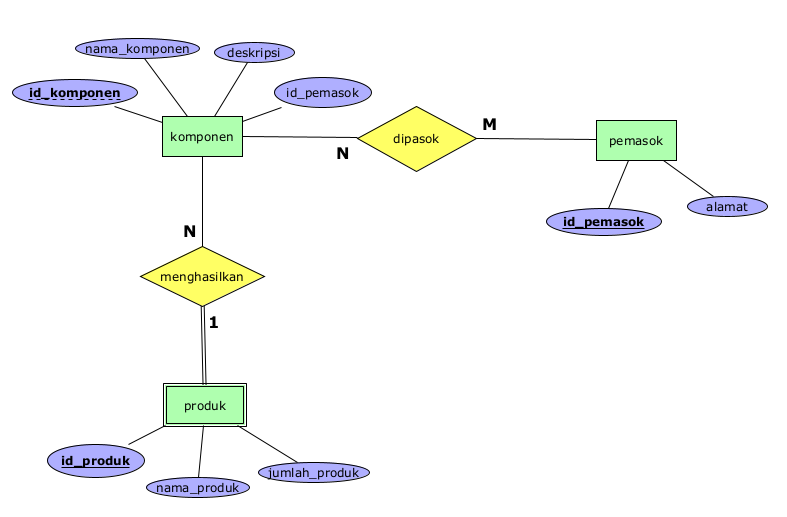 nama_komponen
deskripsi
id_komponen
id_pemasok
komponen
dipasok
M
N
pemasok
id_pemasok
alamat
N
menghasilkan
1
produk
id_produk
jumlah_produk
nama_produk